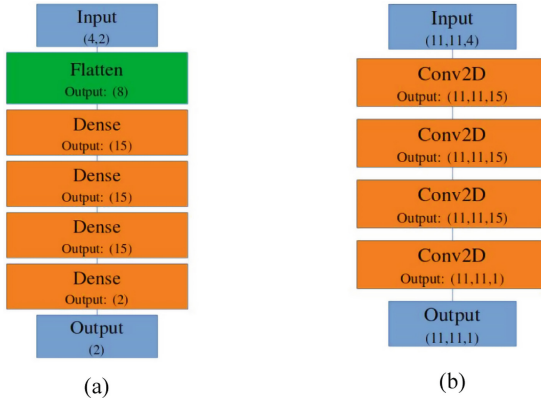 Input
(4,2)
Flatten
Output: (8)
Dense
Output: (15)
Dense
Output: (15)
Dense
Output: (15)
Dense
Output: (2)
Output
(2)
(a)
Input
(11,11,4)
Conv2D
Output: (11,11,15)
Conv2D
Output: (11,11,15)
Conv2D
Output: (11,11,15)
Conv2D
Output: (11,11,1)
Output
(11,11,1)
(b)